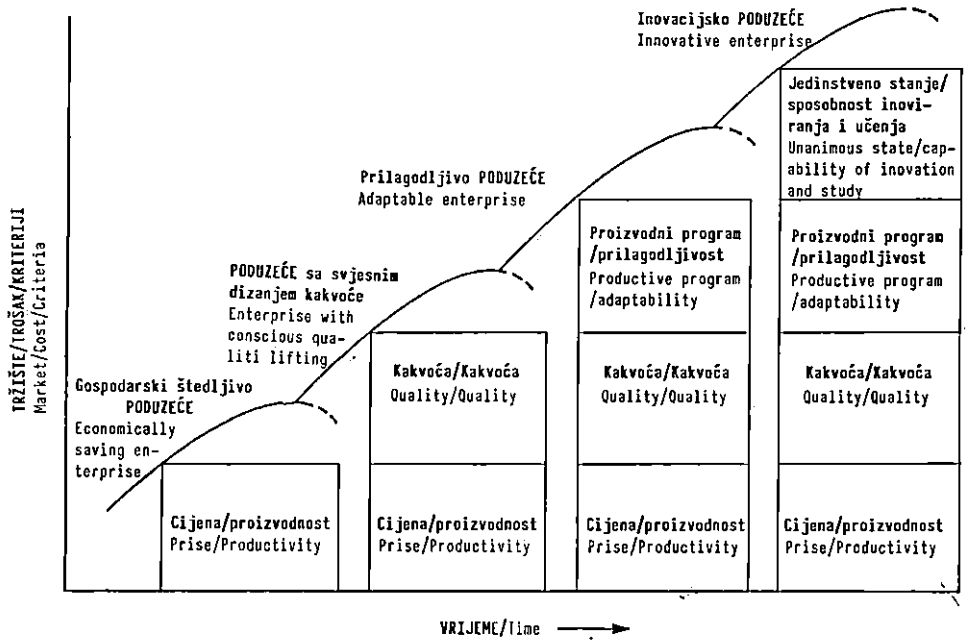 Inovacijsko PODUZEĆE
Innovative enterprise
Jedinstveno stanje/
sposobnost inovi-
ranja i učenja
Unanimous state/cap-
ability of inovation
and study
Prilagodljivo PODUZEĆE
Adaptable enterprise
Proizvodni program
/prilagodljivost
Productive program
/adaptability
Proizvodni program
/prilagodljivost
Productive program
/adaptability
PODUZEĆE sa svjesnim
dizanjem kakvoće
Enterprise with
conscious qua-
liti lifting
Kakvoća/Kakvoća
Quality/Quality
Kakvoća/Kakvoća
Quality/Quality
Kakvoća/Kakvoća
Quality/Quality
Gospodarski štedljivo
PODUZEĆE
Economically
saving en-
terprise
Cijena/proizvodnost
Prise/Productivity
Cijena/proizvodnost
Prise/Productivity
Cijena/proizvodnost
Prise/Productivity
Cijena/proizvodnost
Prise/Productivity
TRŽIŠTE/TROŠAK/KRITERIJI
Market/Cost/Criteria
VRIJEME/Time